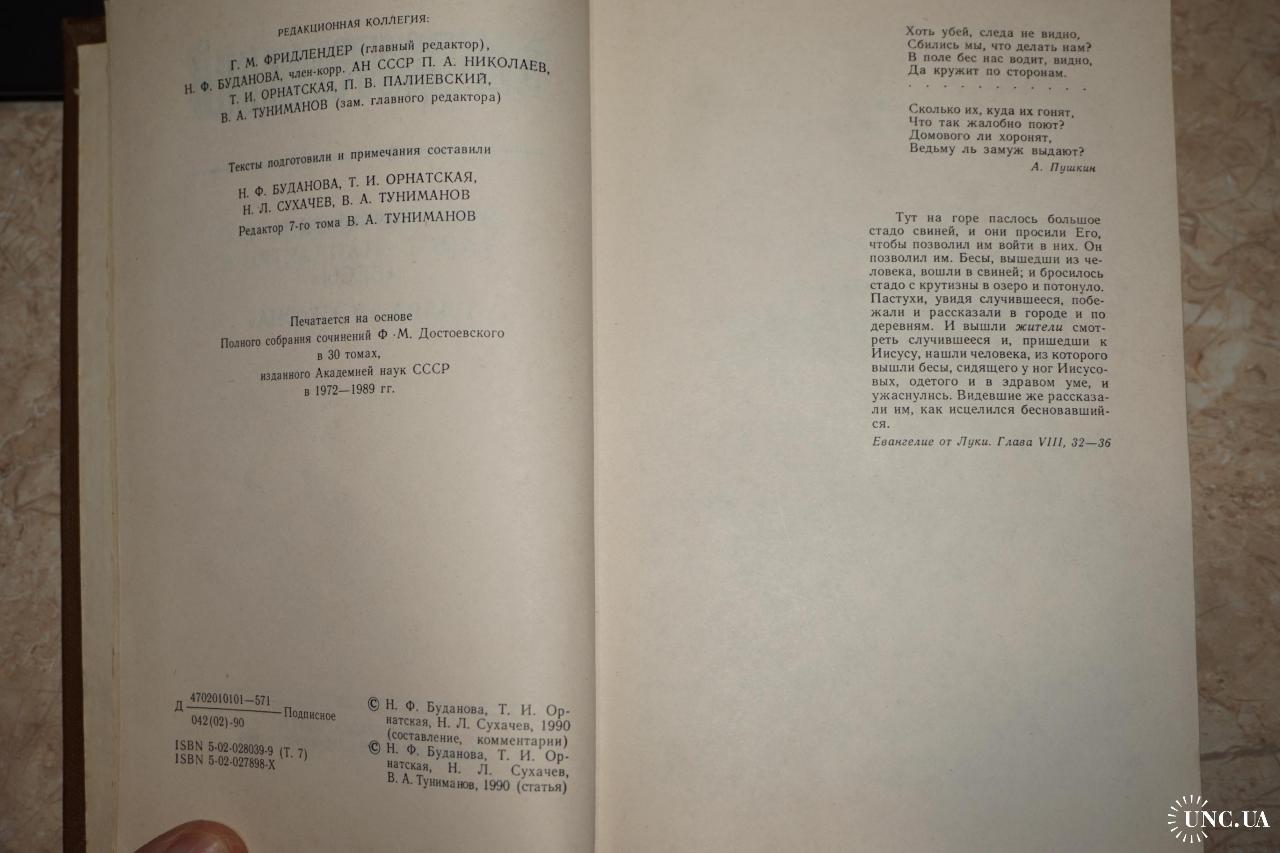 РЕДАКЦИОННАЯ КОЛЛЕГИЯ:
Г. М. ФРИДЛЕНДЕР (главный редактор),
Н. Ф. БУДАНОВА, член-корр. АН СССР П. А. НИКОЛАЕВ,
Т. И. ОРНАТСКАЯ, П. В. ПАЛИЕВСКИЙ,
В. А. ТУНИМАНОВ (зам. главного редактора)
Тексты подготовили и примечания составили
Н. Ф. БУДАНОВА, Т. И. ОРНАТСКАЯ,
Н. Л. СУХАЧЕВ, В. А. ТУНИМАНОВ
Редактор 7-го тома В. А. ТУНИМАНОВ
Печатается на основе
Полного собрания сочинений Ф. М. Достоевского
в 30 томах,
изданного Академией наук СССР
в 1972—1989 гг.
Д 4702010101—571
042(02)-90
Подписное
ISBN 5-02-028039-9 (Т. 7)
ISBN 5-02-027898-X
© Н. Ф. Буданова, Т. И. Ор-
натская, Н. Л. Сухачев, 1990
(составление, комментарии)
© Н. Ф. Буданова, Т. И. Ор-
натская, Н. Л. Сухачев,
В. А. Туниманов, 1990 (статья)
Хоть убей, следа не видно,
Сбились мы, что делать нам?
В поле бес нас водит, видно,
Да кружит по сторонам.
. . . . . . . . . . .
Сколько их, куда их гонят,
Что так жалобно поют?
Домового ли хоронят,
Ведьму ль замуж выдают?
А. Пушкин
Тут на горе паслось большое
стадо свиней, и они просили Его,
чтобы позволил им войти в них. Он
позволил им. Бесы, вышедши из че-
ловека, вошли в свиней; и бросилось
стадо с крутизны в озеро и потонуло.
Пастухи, увидя случившееся, побе-
жали и рассказали в городе и по
деревням. И вышли жители смот-
реть случившееся и, пришедши к
Иисусу, нашли человека, из которого
вышли бесы, сидящего у ног Иисусо-
вых, одетого и в здравом уме, и
ужаснулись. Видевшие же рассказа-
ли им, как исцелился бесновавший-
ся.
Евангелие от Луки. Глава VIII, 32—36
UNC.UA